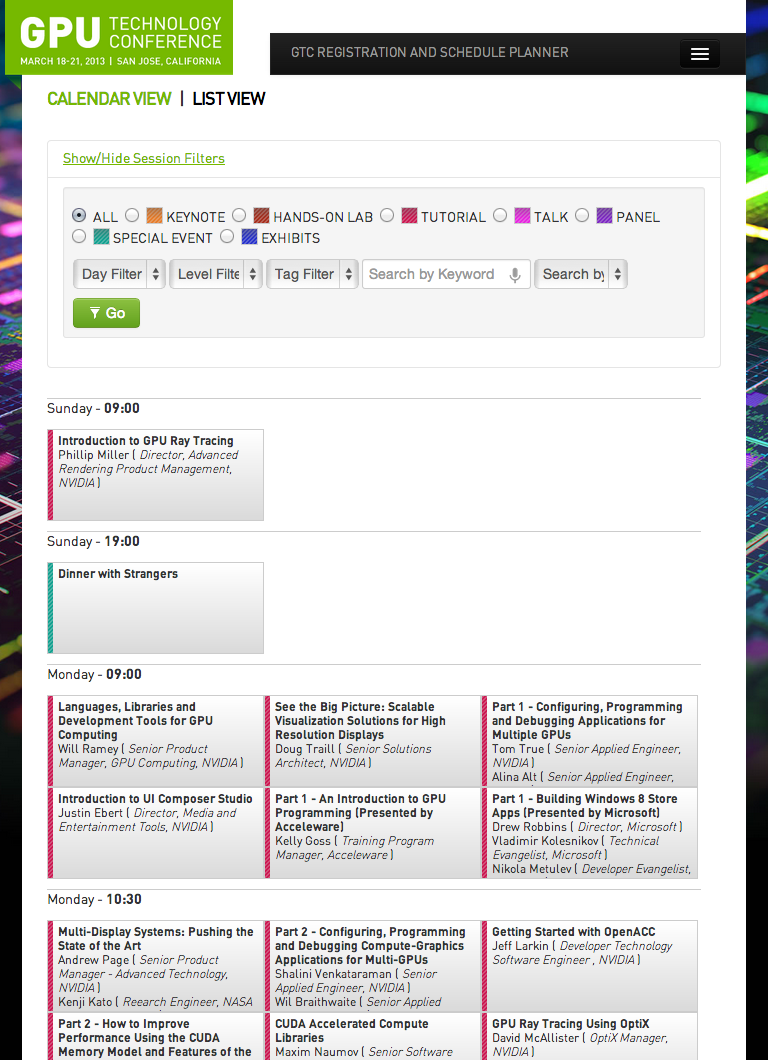 GPU TECHNOLOGY
CONFERENCE
MARCH 18-21, 2013 | SAN JOSE, CALIFORNIA
GTC REGISTRATION AND SCHEDULE PLANNER
CALENDAR VIEW | LIST VIEW
Show/Hide Session Filters
ALL KEYNOTE HANDS-ON LAB TUTORIAL TALK PANEL
SPECIAL EVENT EXHIBITS
Day Filter Level Filte Tag Filter Search by Keyword Search by
Go
Sunday - 09:00
Introduction to GPU Ray Tracing
Phillip Miller ( Director, Advanced
Rendering Product Management,
NVIDIA )
Sunday - 19:00
Dinner with Strangers
Monday - 09:00
Languages, Libraries and
Development Tools for GPU
Computing
Will Ramey ( Senior Product
Manager, GPU Computing, NVIDIA )
See the Big Picture: Scalable
Visualization Solutions for High
Resolution Displays
Doug Traill ( Senior Solutions
Architect, NVIDIA )
Part 1 - Configuring, Programming
and Debugging Applications for
Multiple GPUs
Tom True ( Senior Applied Engineer,
NVIDIA )
Alina Alt ( Senior Applied Engineer,
Introduction to UI Composer Studio
Justin Ebert ( Director, Media and
Entertainment Tools, NVIDIA )
Part 1 - An Introduction to GPU
Programming (Presented by
Acceleware)
Kelly Goss ( Training Program
Manager, Acceleware )
Part 1 - Building Windows 8 Store
Apps (Presented by Microsoft)
Drew Robbins ( Director, Microsoft )
Vladimir Kolesnikov ( Technical
Evangelist, Microsoft )
Nikola Metulev ( Developer Evangelist,
Monday - 10:30
Multi-Display Systems: Pushing the
State of the Art
Andrew Page ( Senior Product
Manager - Advanced Technology,
NVIDIA )
Kenji Kato ( Reearch Engineer, NASA
Part 2 - Configuring, Programming
and Debugging Compute-Graphics
Applications for Multi-GPUs
Shalini Venkataraman ( Senior
Applied Engineer, NVIDIA )
Wil Braithwaite ( Senior Applied
Getting Started with OpenACC
Jeff Larkin ( Developer Technology
Software Engineer , NVIDIA )
Part 2 - How to Improve
Performance Using the CUDA
Memory Model and Features of the
CUDA Accelerated Compute
Libraries
Maxim Naumov ( Senior Software
GPU Ray Tracing Using OptiX
David McAllister ( OptiX Manager,
NVIDIA )